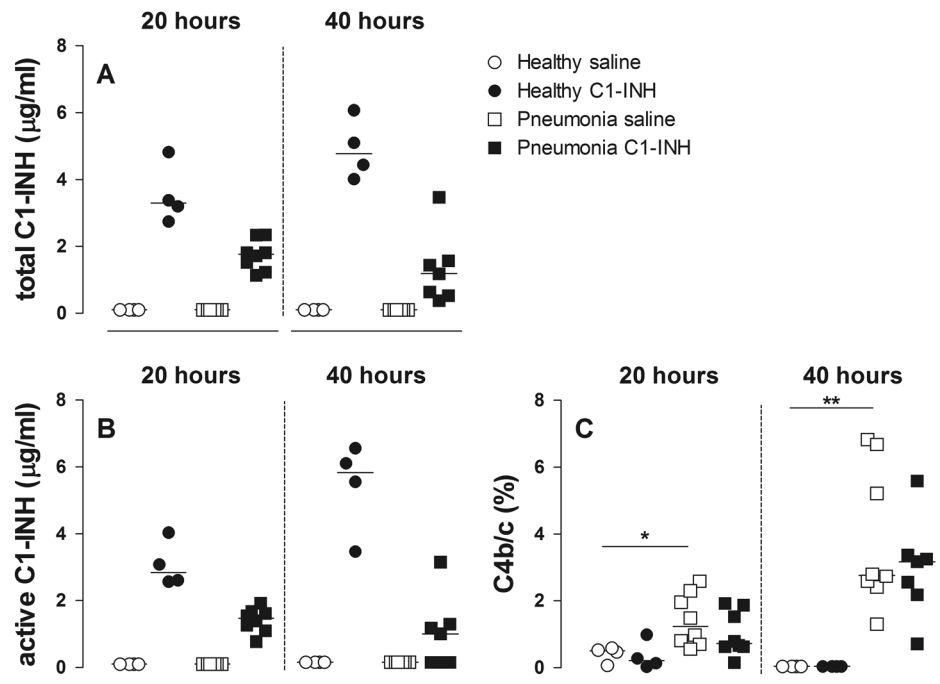 20 hours 40 hours
8
6
4
2
0
total C1-INH (μg/ml)
A
Healthy saline
Healthy C1-INH
Pneumonia saline
Pneumonia C1-INH
20 hours 40 hours
8
6
4
2
0
active C1-INH (μg/ml)
B
20 hours 40 hours
8
6
4
2
0
C4b/c (%)
C
*
**